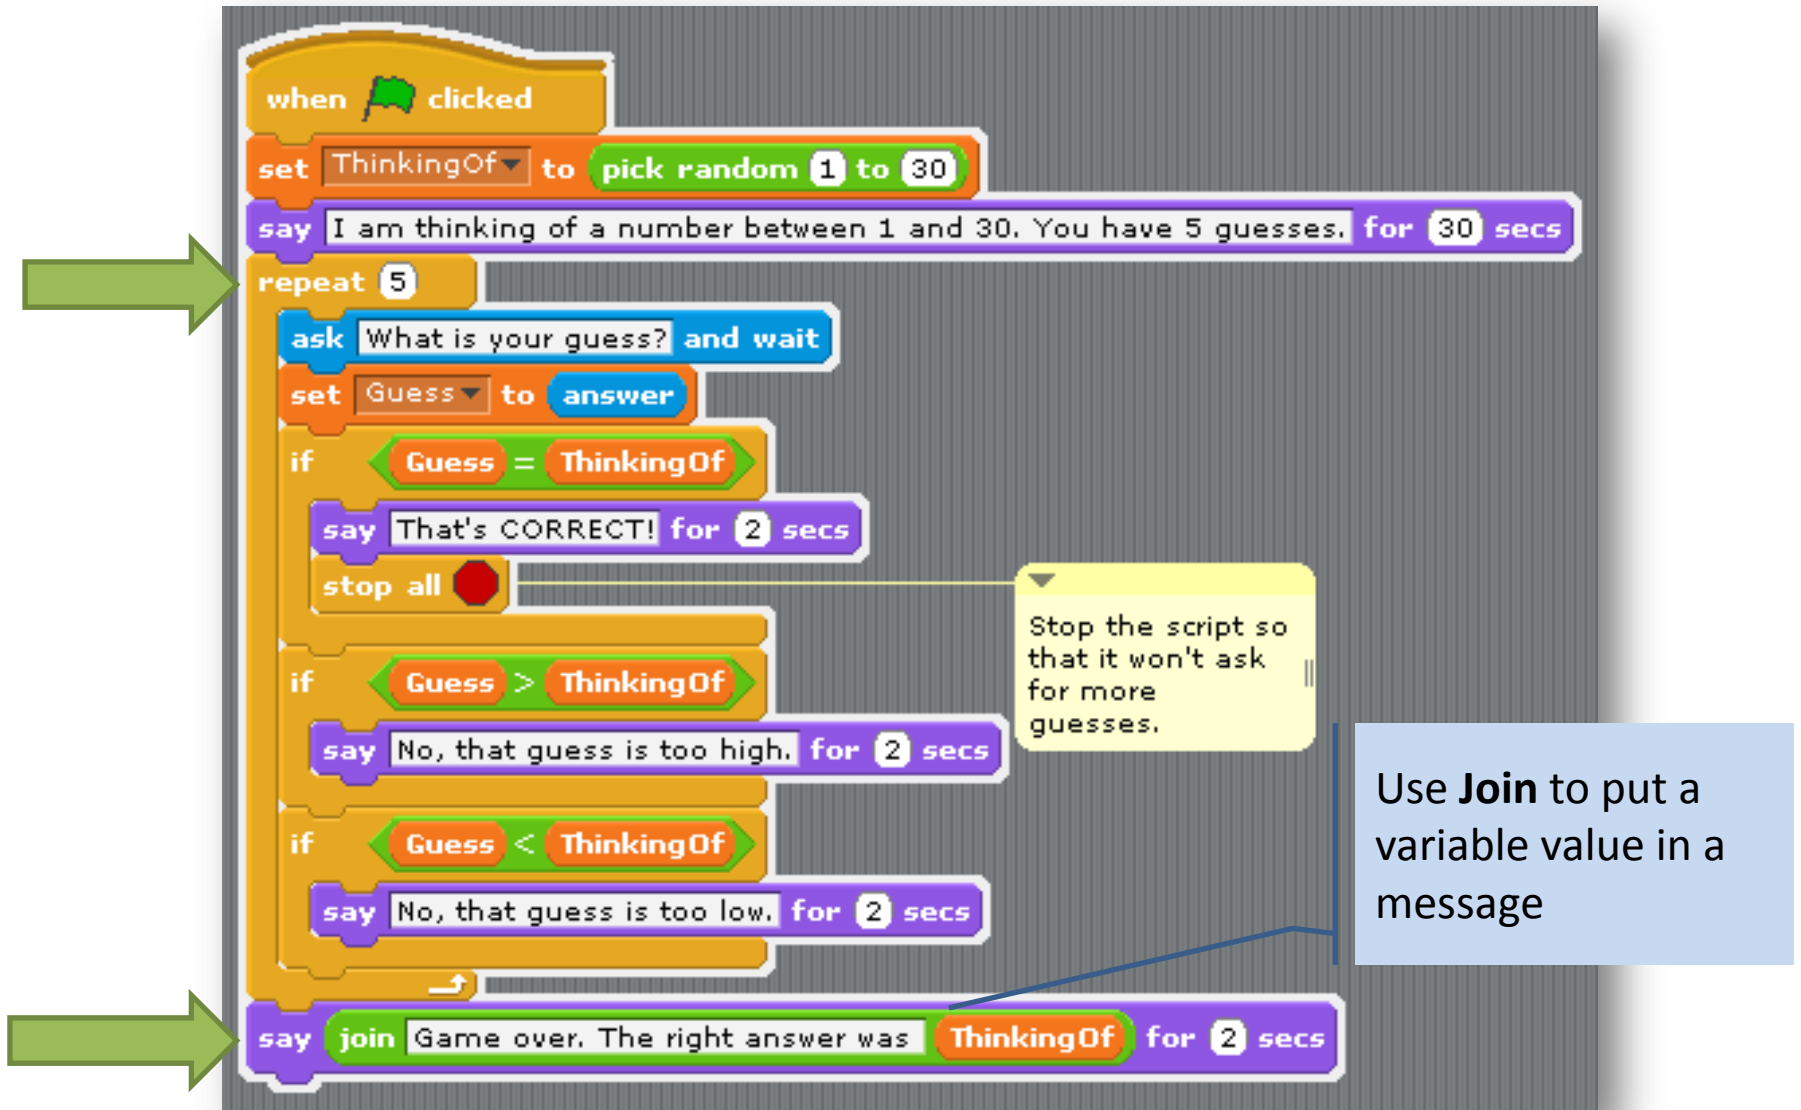 when clicked
set ThinkingOf to pick random 1 to 30
say I am thinking of a number between 1 and 30. You have 5 guesses. for 30 secs
repeat 5
ask What is your guess? and wait
set Guess to answer
if Guess = ThinkingOf
say That's CORRECT! for 2 secs
stop all
Stop the script so
that it won't ask
for more
guesses.
if Guess > ThinkingOf
say No, that guess is too high. for 2 secs
if Guess < ThinkingOf
say No, that guess is too low. for 2 secs
Use Join to put a
variable value in a
message
say join Game over. The right answer was ThinkingOf for 2 secs